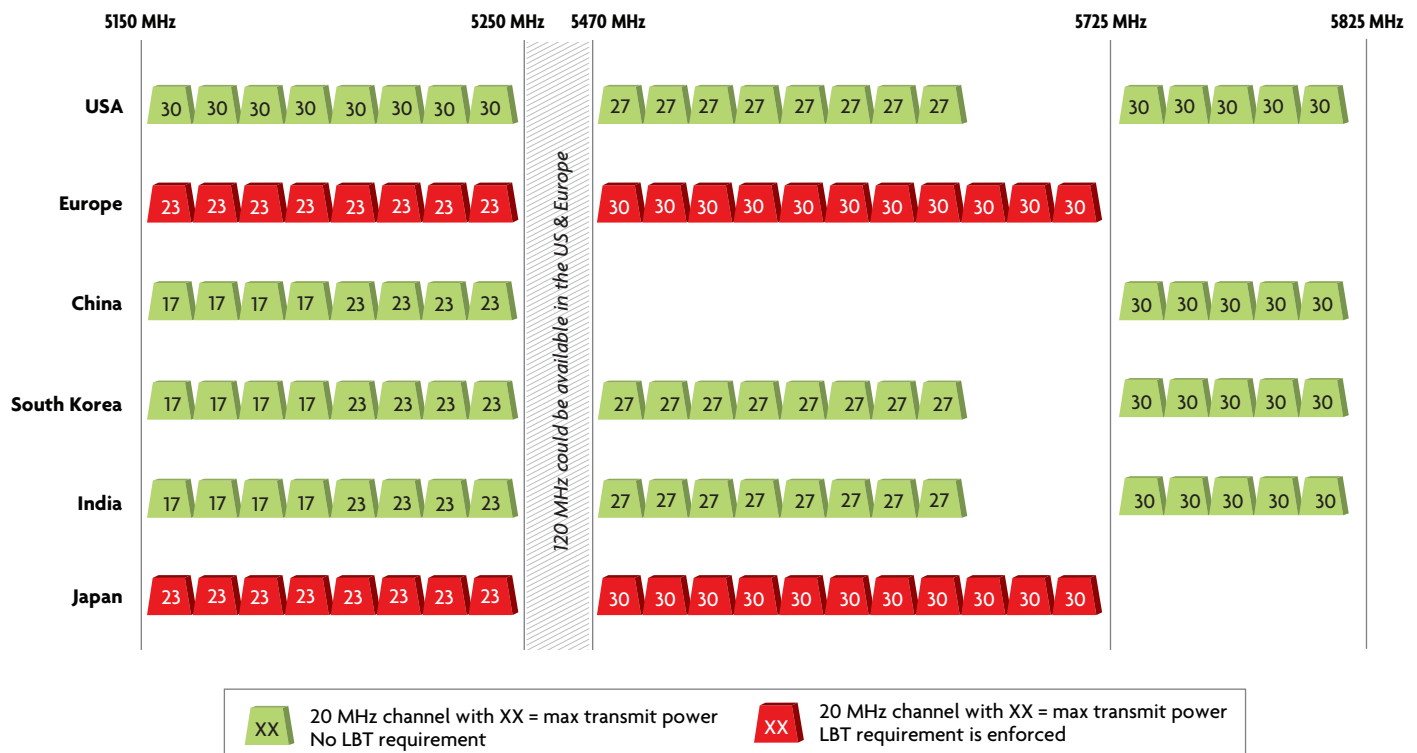 5150 MHz 5250 MHz 5470 MHz 5725 MHz 5825 MHz
USA 30 30 30 30 30 30 30 30 27 27 27 27 27 27 27 27 30 30 30 30 30
Europe 23 23 23 23 23 23 23 23 30 30 30 30 30 30 30 30 30 30 30
China 17 17 17 17 23 23 23 23 30 30 30 30 30
South Korea 17 17 17 17 23 23 23 23 27 27 27 27 27 27 27 27 30 30 30 30 30
India 17 17 17 17 23 23 23 23 27 27 27 27 27 27 27 27 30 30 30 30 30
Japan 23 23 23 23 23 23 23 23 30 30 30 30 30 30 30 30 30 30 30
120 MHz could be available in the US & Europe
XX 20 MHz channel with XX = max transmit power
No LBT requirement
XX 20 MHz channel with XX = max transmit power
LBT requirement is enforced